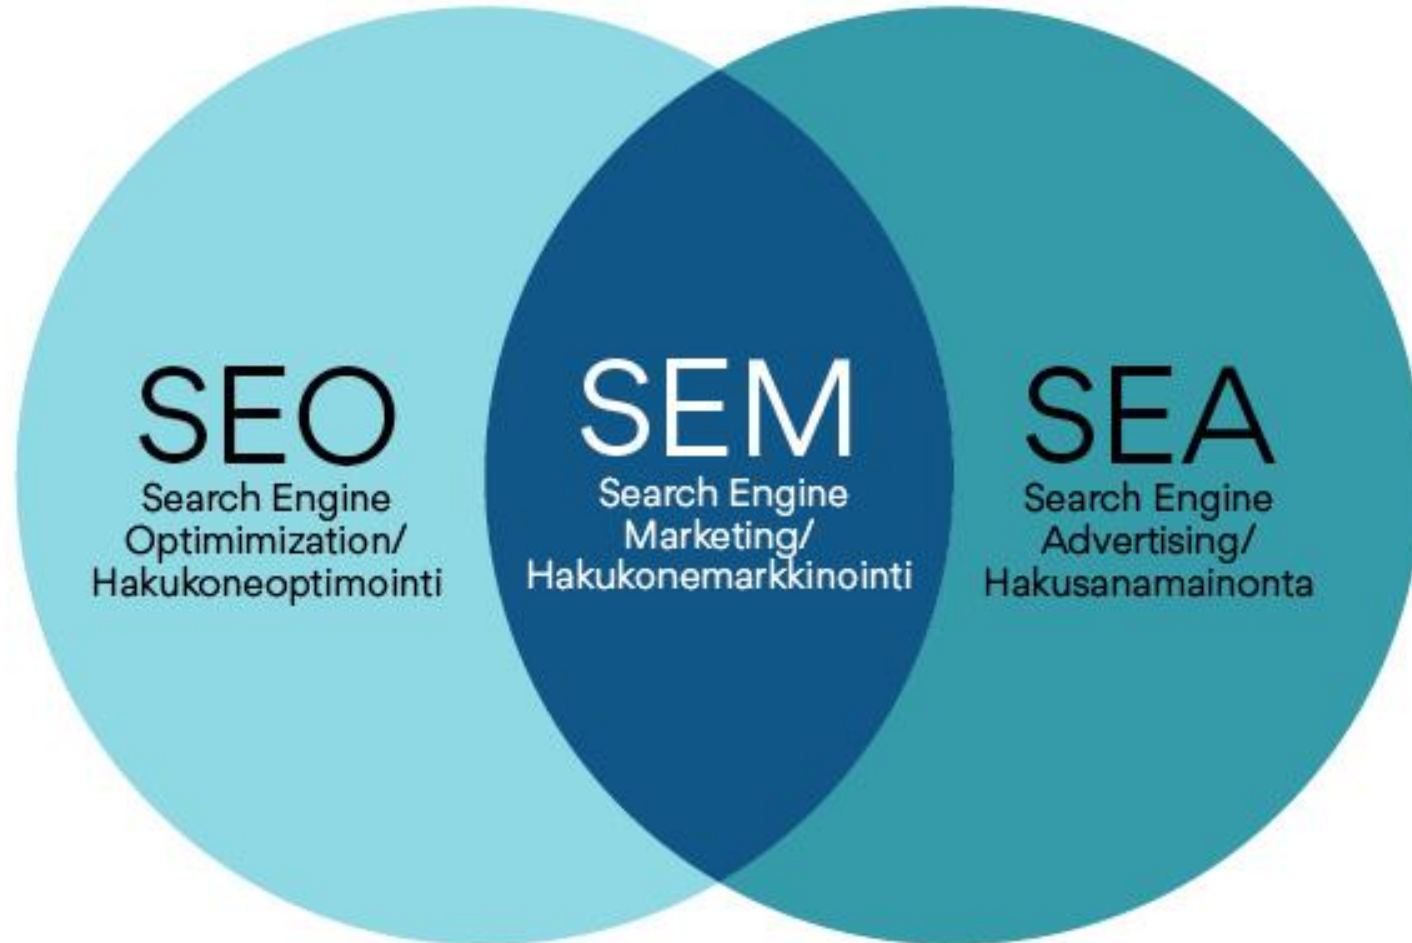 SEO
Search Engine
Optimimization/
Hakukoneoptimointi
SEM
Search Engine
Marketing/
Hakukonemarkkinointi
SEA
Search Engine
Advertising/
Hakusanamainonta